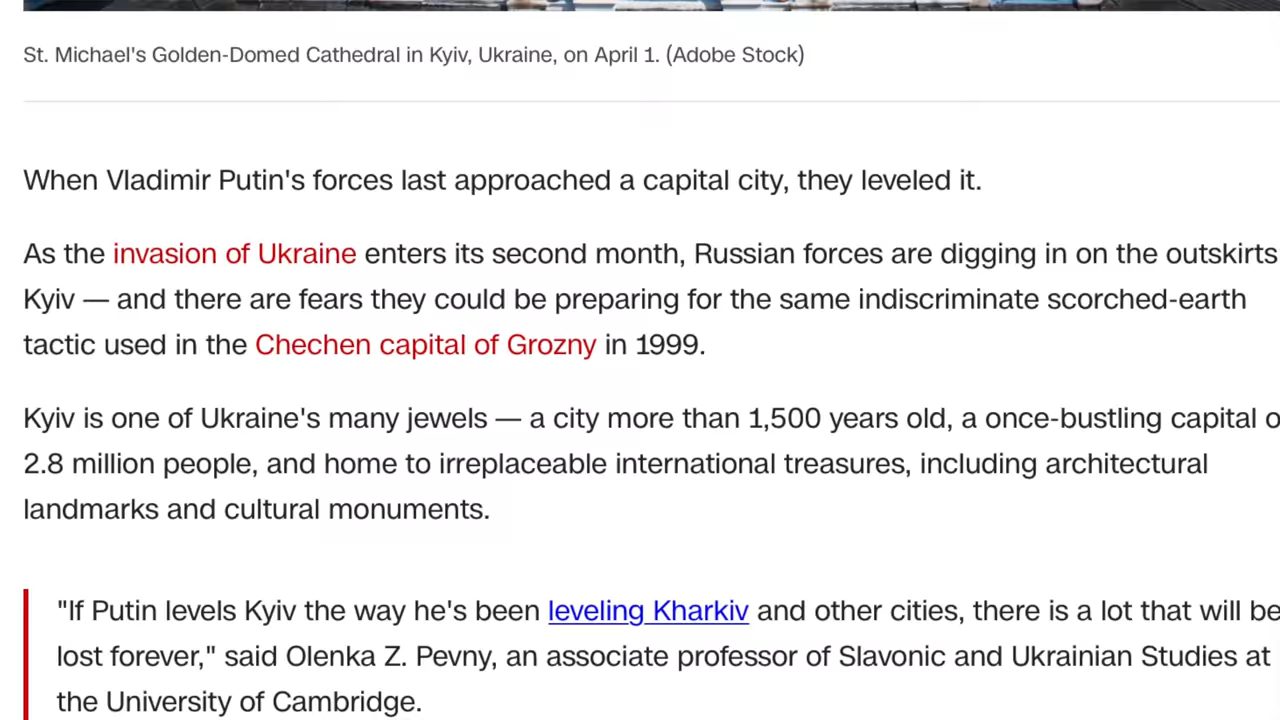 St. Michael's Golden-Domed Cathedral in Kyiv, Ukraine, on April 1. (Adobe Stock)
When Vladimir Putin's forces last approached a capital city, they leveled it.
As the invasion of Ukraine enters its second month, Russian forces are digging in on the outskirts
Kyiv — and there are fears they could be preparing for the same indiscriminate scorched-earth
tactic used in the Chechen capital of Grozny in 1999.
Kyiv is one of Ukraine's many jewels — a city more than 1,500 years old, a once-bustling capital
2.8 million people, and home to irreplaceable international treasures, including architectural
landmarks and cultural monuments.
"If Putin levels Kyiv the way he's been leveling Kharkiv and other cities, there is a lot that will be
lost forever," said Olenka Z. Pevny, an associate professor of Slavonic and Ukrainian Studies at
the University of Cambridge.